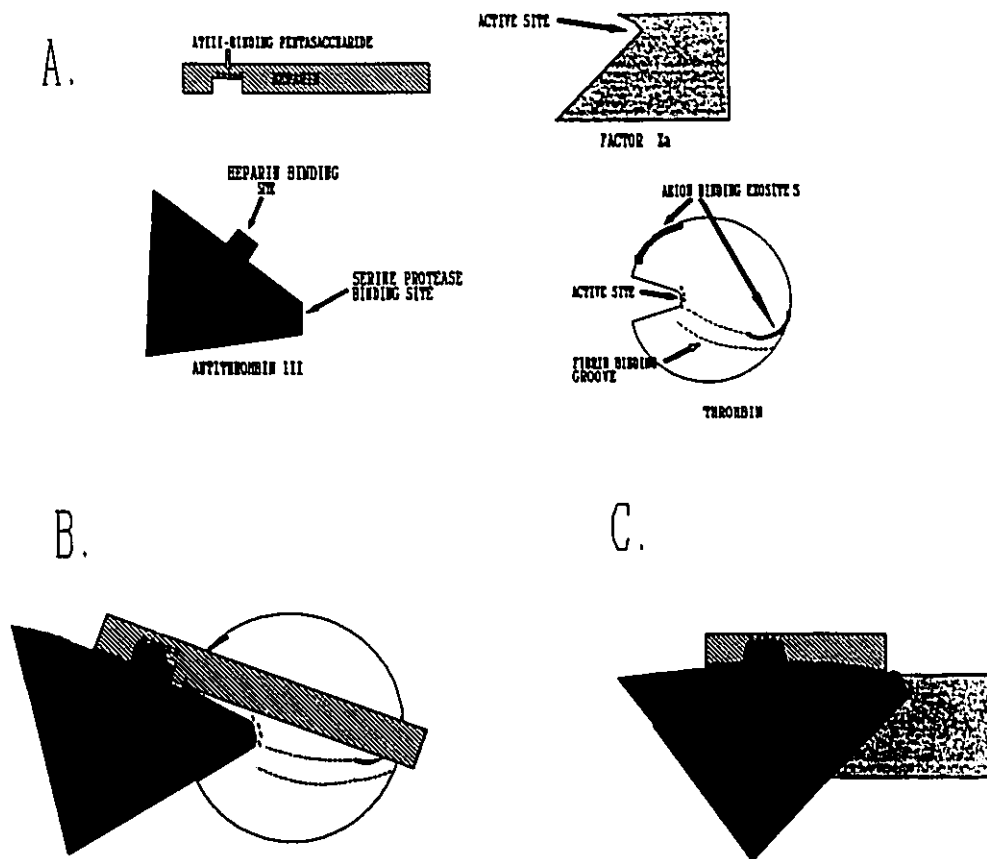 A.
ATIII-BINDING PENTASACCHARIDE
HEPARIN
ACTIVE SITE
FACTOR Xa
HEPARIN BINDING
SITE
SERINE PROTEASE
BINDING SITE
ANTITHROMBIN III
ANION BINDING EXOSITE S
ACTIVE SITE
FIBRIN BINDING
GROOVE
THROMBIN
B.
C.